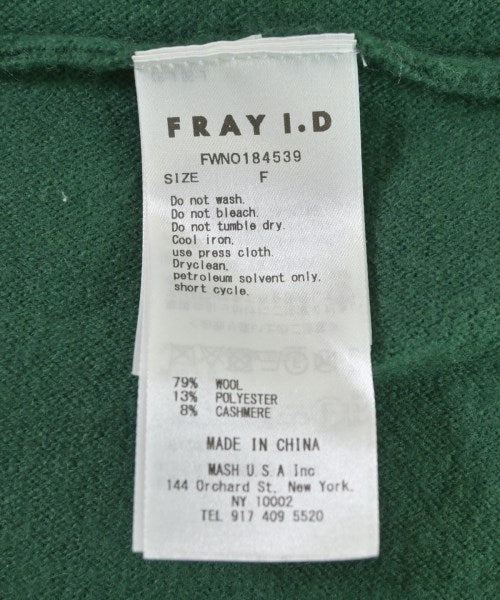 FRAY I.D
FWNO184539
SIZE F
Do not wash.
Do not bleach.
Do not tumble dry.
Cool iron.
use press cloth.
Dryclean.
petroleum solvent only.
short cycle.
79% WOOL
13% POLYESTER
8% CASHMERE
MADE IN CHINA
MASH U.S.A Inc
144 Orchard St. New York.
NY 10002
TEL 917 409 5520